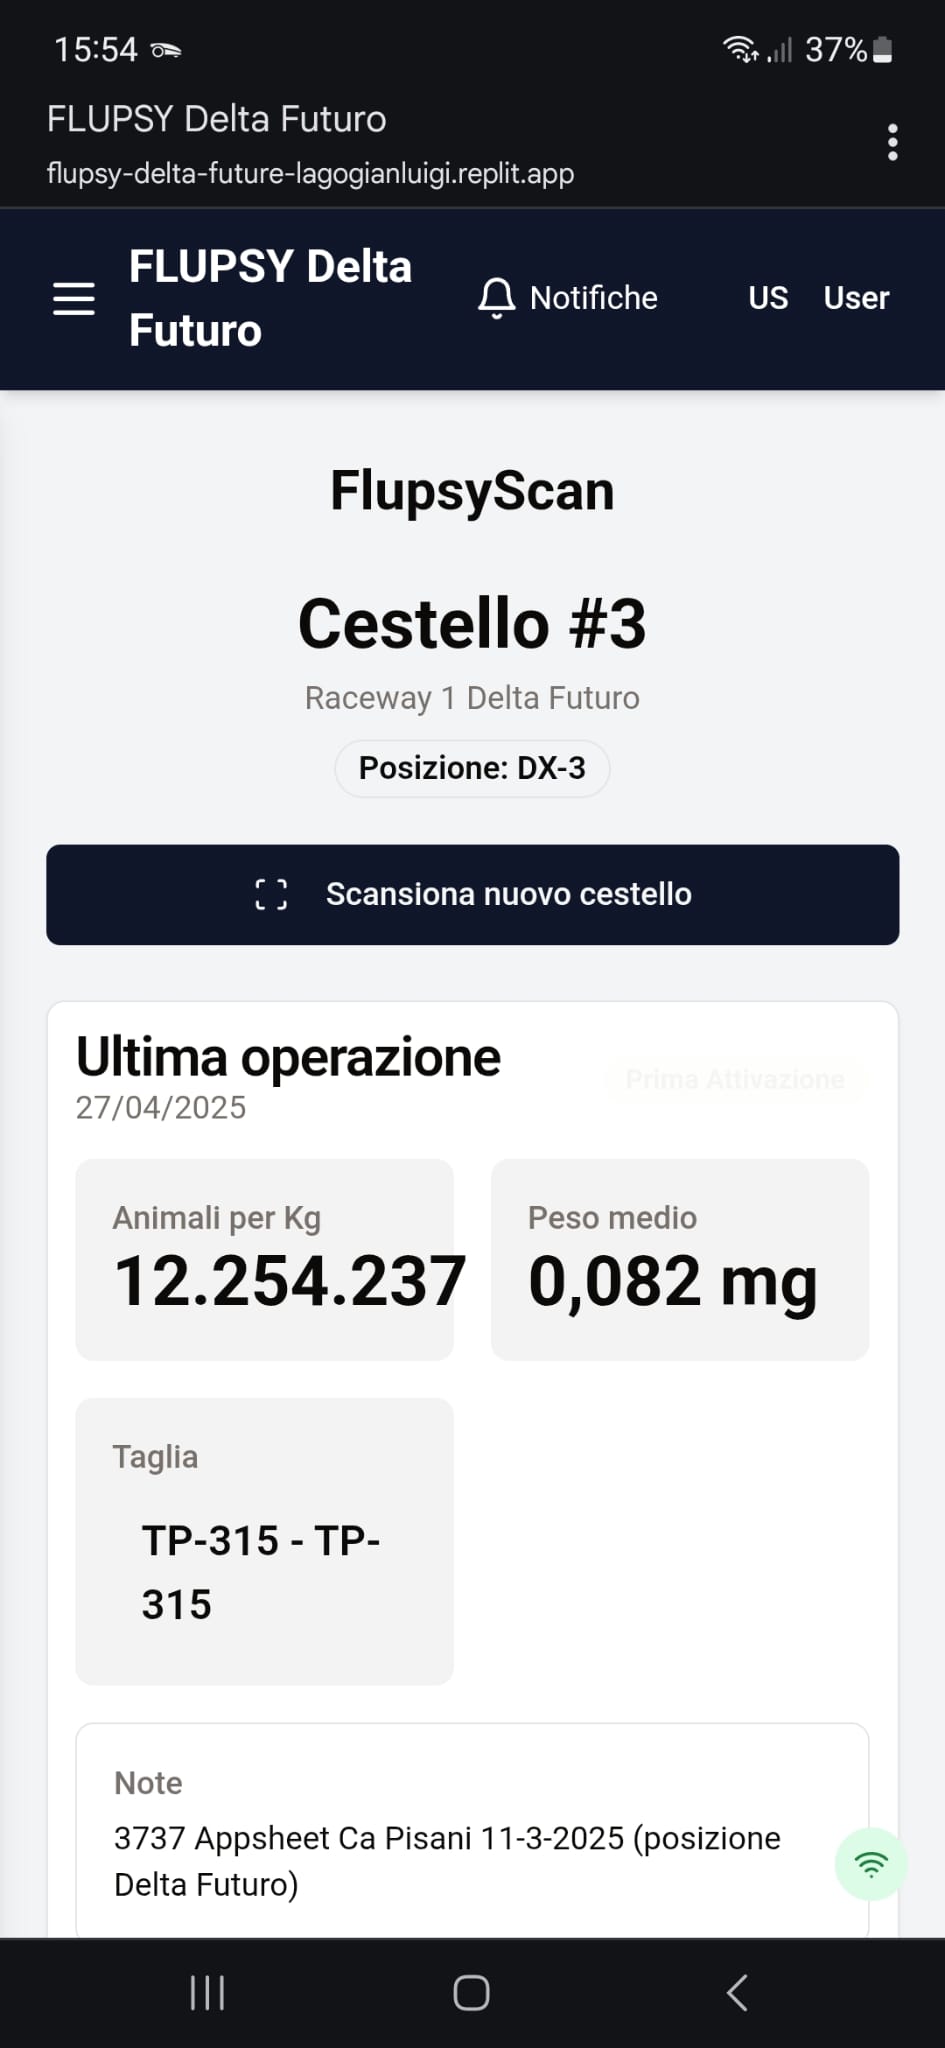 15:54
37%
FLUPSY Delta Futuro
flupsy-delta-future-lagogianluigi.replit.app
FLUPSY Delta
Futuro
Notifiche
US
User
FlupsyScan
Cestello #3
Raceway 1 Delta Futuro
Posizione: DX-3
Scansiona nuovo cestello
Ultima operazione
Prima Attivazione
27/04/2025
Animali per Kg
12.254.237
Peso medio
0,082 mg
Taglia
TP-315 - TP-
315
Note
3737 Appsheet Ca Pisani 11-3-2025 (posizione
Delta Futuro)